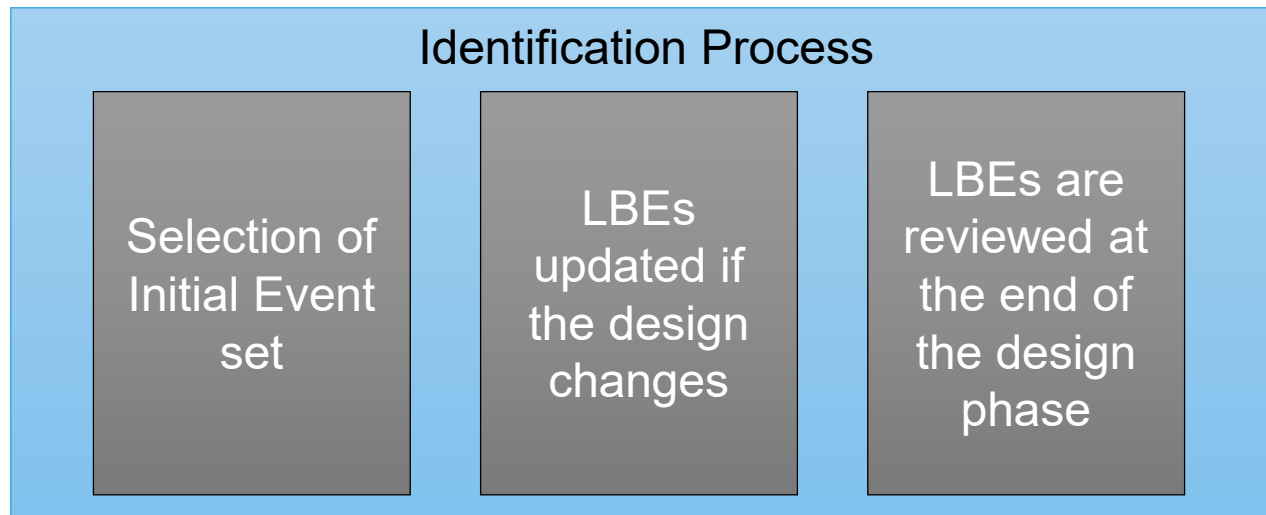 Identification Process
Selection of
Initial Event
set
LBEs
updated if
the design
changes
LBEs are
reviewed at
the end of
the design
phase